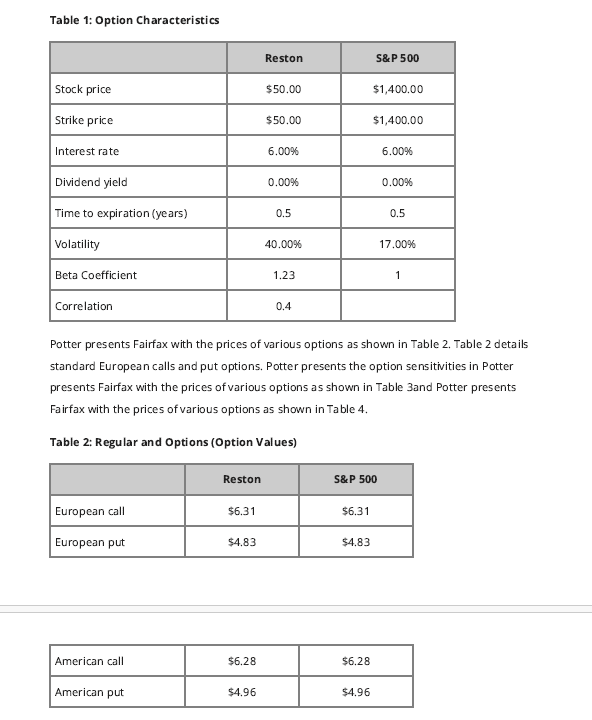 Table 1: Option Characteristics
Reston S&P 500
Stock price $50.00 $1,400.00
Strike price $50.00 $1,400.00
Interest rate 6.00% 6.00%
Dividend yield 0.00% 0.00%
Time to expiration (years) 0.5 0.5
Volatility 40.00% 17.00%
Beta Coefficient 1.23 1
Correlation 0.4
Potter presents Fairfax with the prices of various options as shown in Table 2. Table 2 details
standard European calls and put options. Potter presents the option sensitivities in Potter
presents Fairfax with the prices of various options as shown in Table 3and Potter presents
Fairfax with the prices of various options as shown in Table 4.
Table 2: Regular and Options (Option Values)
Reston S&P 500
European call $6.31 $6.31
European put $4.83 $4.83
American call $6.28 $6.28
American put $4.96 $4.96